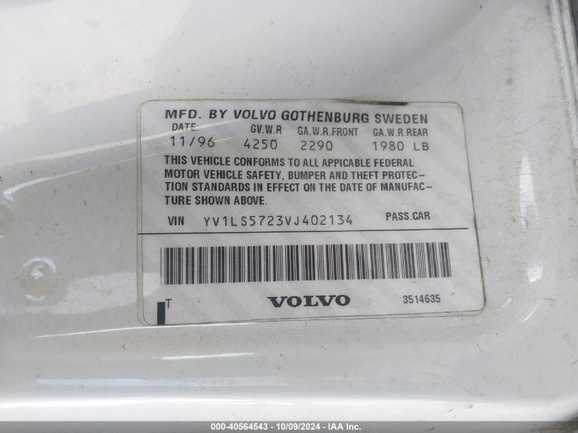 MFD. BY VOLVO GOTHENBURG SWEDEN
DATE: GV.W.R GA.W.R.FRONT GA.W.R REAR
11/96 4250 2290 1980 LB
THIS VEHICLE CONFORMS TO ALL APPLICABLE FEDERAL
MOTOR VEHICLE SAFETY, BUMPER AND THEFT PROTEC-
TION STANDARDS IN EFFECT ON THE DATE OF MANUFAC-
TURE SHOWN ABOVE.
VIN YV1LS5723VJ402134 PASS.CAR
T VOLVO 3514635
000-40564543 - 10/09/2024 - IAA Inc.